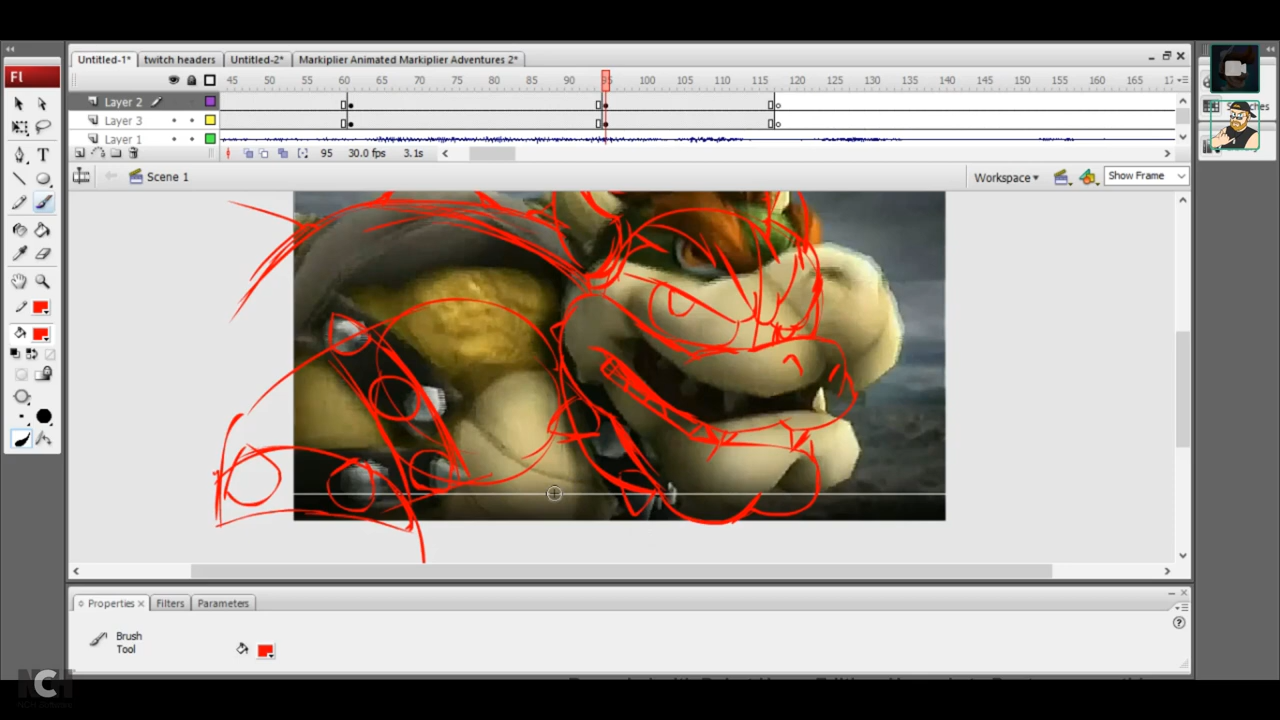 Untitled-1* twitch headers Untitled-2* Markiplier Animated Markiplier Adventures 2*
Fl
45 50 55 60 65 70 75 80 85 90 95 100 105 110 115 120 125 130 135 140 145 150 155 160 165 17
Layer 2
Layer 3
Layer 1
95 30.0 fps 3.1s
Scene 1
Workspace
Show Frame
Properties Filters Parameters
Brush
Tool
NCH